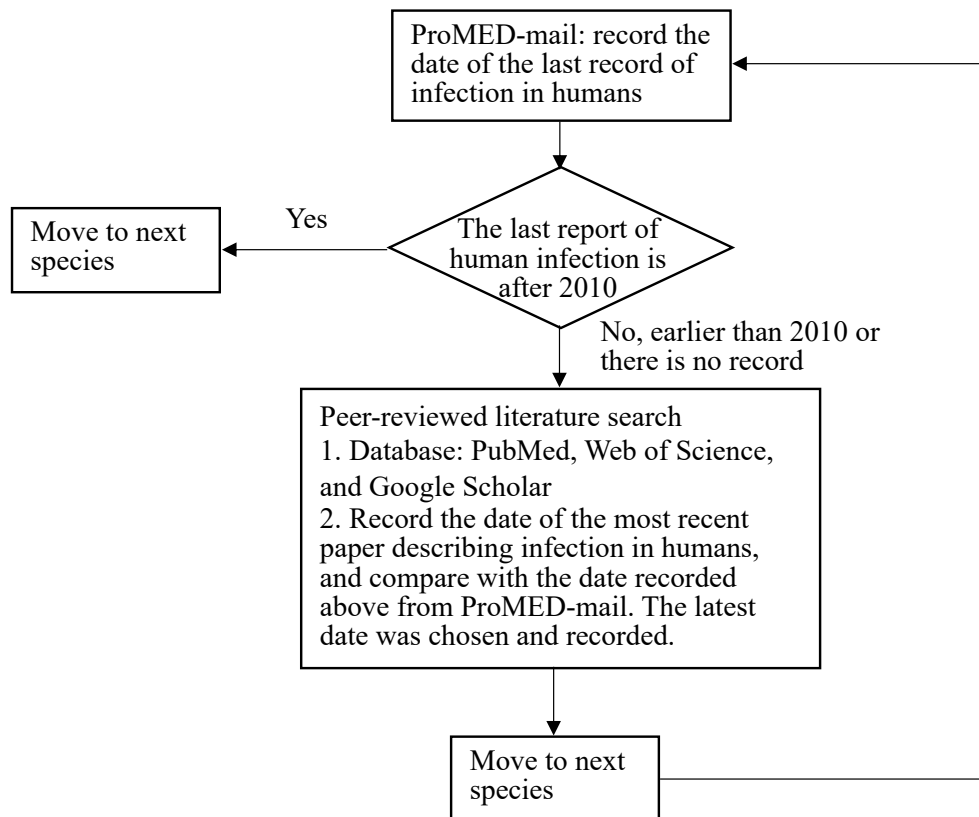 ProMED-mail: record the
date of the last record of
infection in humans
Yes
Move to next
species
The last report of
human infection is
after 2010
No, earlier than 2010 or
there is no record
Peer-reviewed literature search
1. Database: PubMed, Web of Science,
and Google Scholar
2. Record the date of the most recent
paper describing infection in humans,
and compare with the date recorded
above from ProMED-mail. The latest
date was chosen and recorded.
Move to next
species